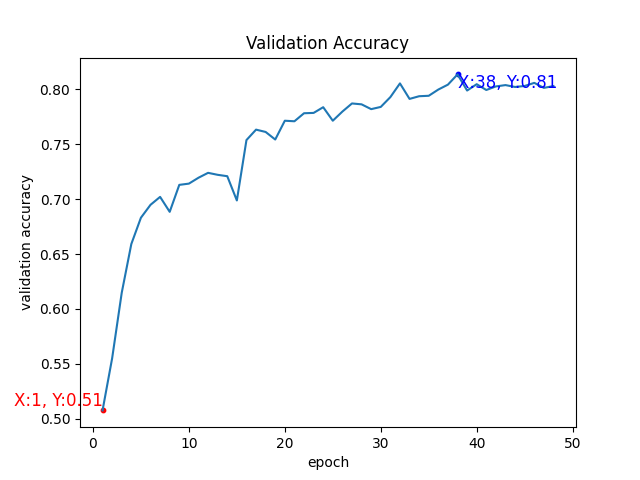 Validation Accuracy
validation accuracy
0.80
0.75
0.70
0.65
0.60
0.55
0.50
X:38, Y:0.81
X:1, Y:0.51
0
10
20
30
40
50
epoch